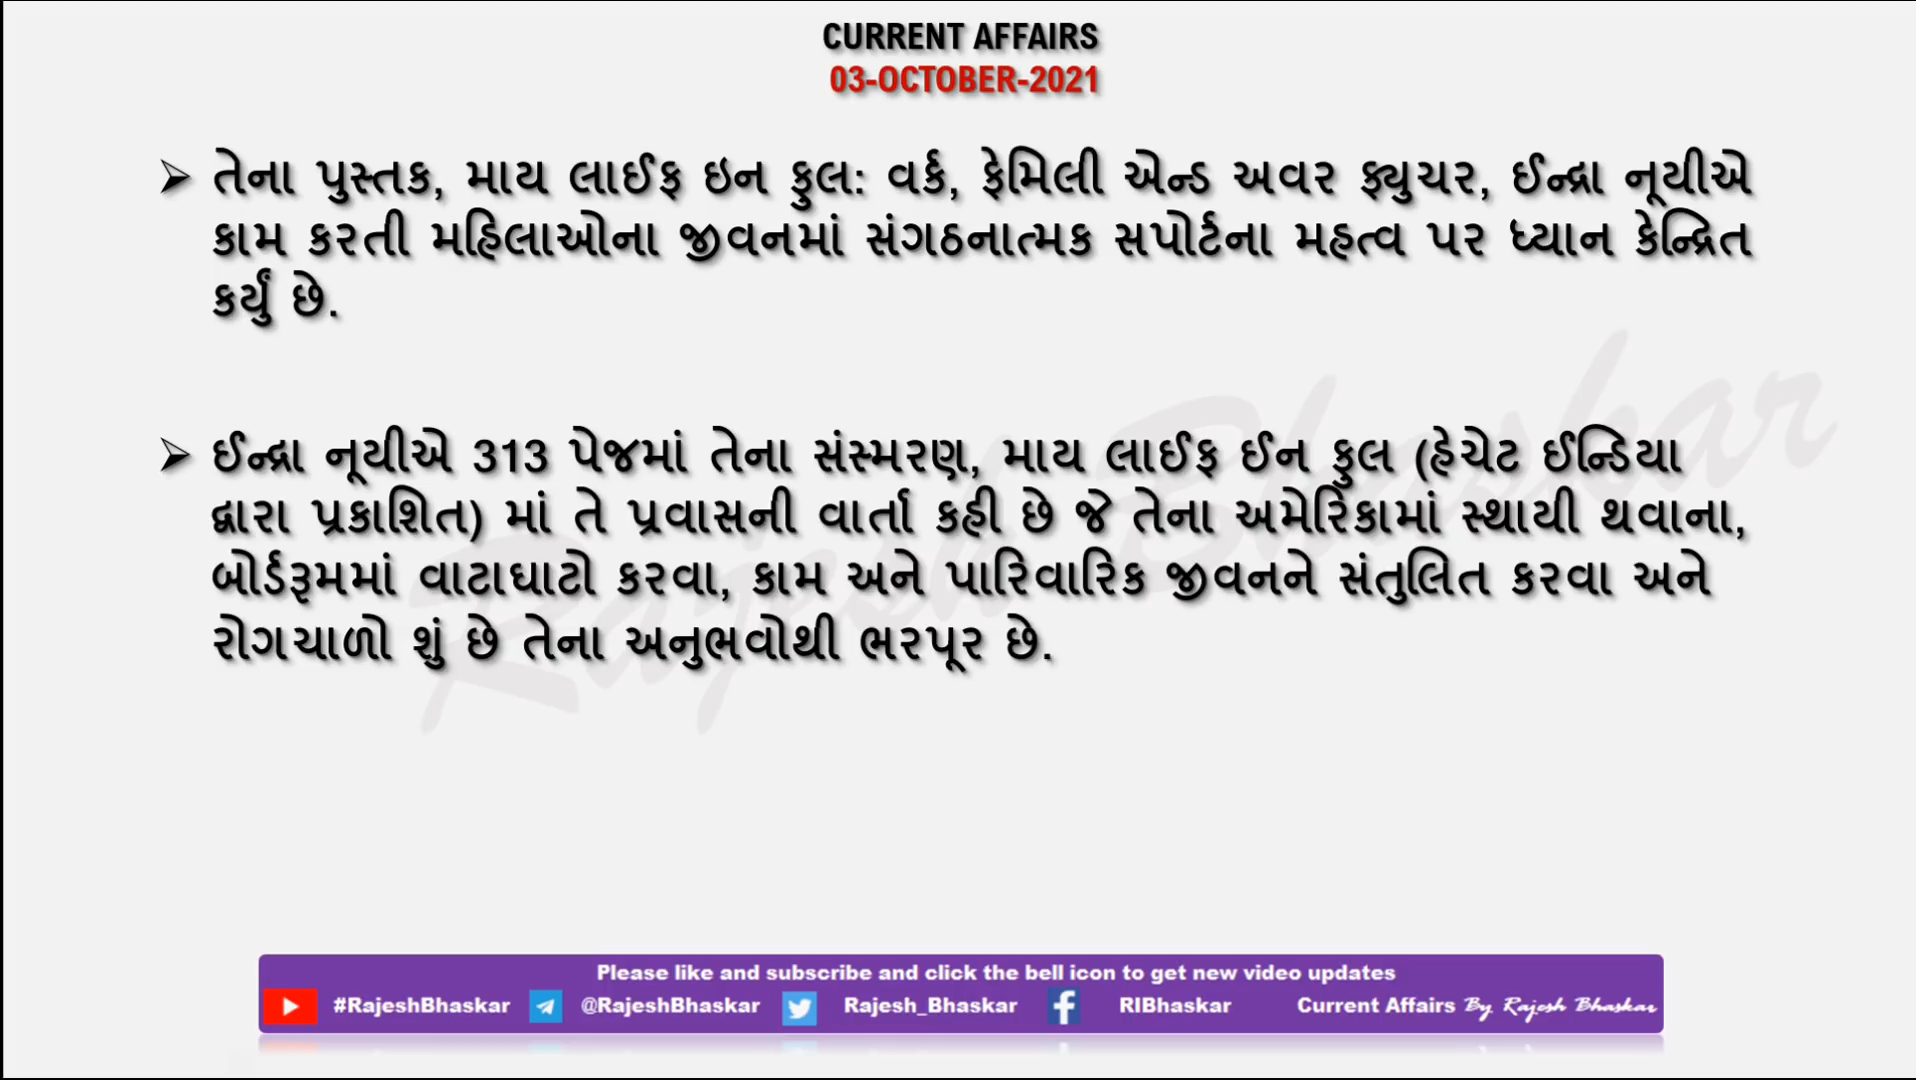 CURRENT AFFAIRS
03-OCTOBER-2021
➢ તેના પુસ્તક, માય લાઈફ ઇન ફુલ: વર્ક, ફેમિલી એન્ડ અવર ફ્યુચર, ઈન્દ્રા નૂયીએ
કામ કરતી મહિલાઓના જીવનમાં સંગઠનાત્મક સપોર્ટના મહત્વ પર ધ્યાન કેન્દ્રિત
કર્યું છે.
➢ ઈન્દ્રા નૂયીએ 313 પેજમાં તેના સંસ્મરણ, માય લાઈફ ઈન ફુલ (હેચેટ ઈન્ડિયા
દ્વારા પ્રકાશિત) માં તે પ્રવાસની વાર્તા કહી છે જે તેના અમેરિકામાં સ્થાયી થવાના,
બોર્ડરૂમમાં વાટાઘાટો કરવા, કામ અને પારિવારિક જીવનને સંતુલિત કરવા અને
રોગચાળો શું છે તેના અનુભવોથી ભરપૂર છે.
Rajesh Bhaskar
Please like and subscribe and click the bell icon to get new video updates
#RajeshBhaskar @RajeshBhaskar Rajesh_Bhaskar RIBhaskar Current Affairs By Rajesh Bhaskar